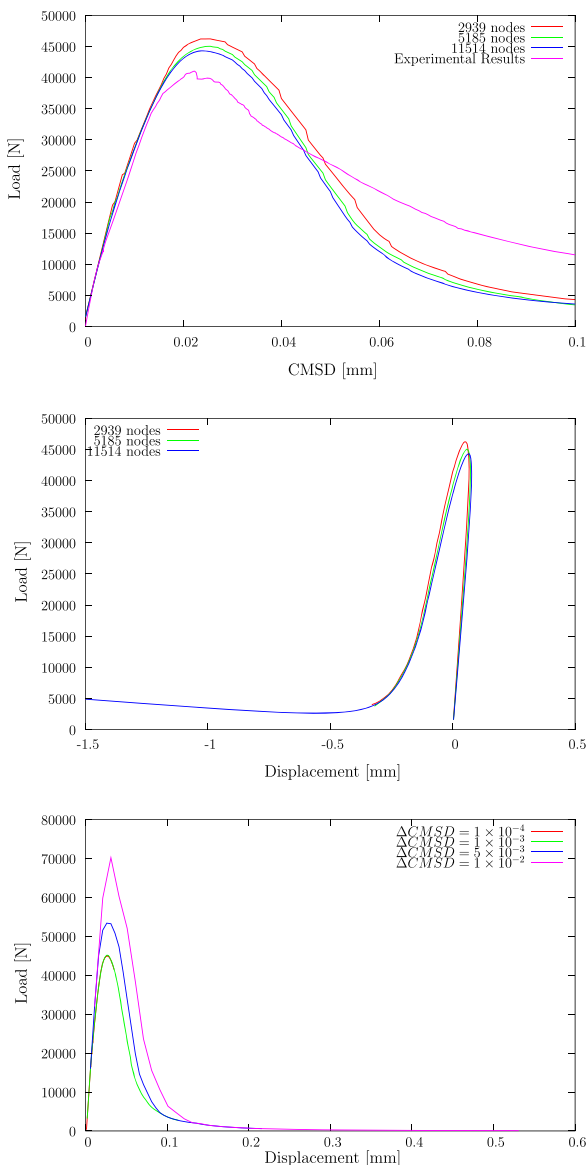 50000
45000
40000
35000
30000
25000
20000
15000
10000
5000
0
Load [N]
2939 nodes
5185 nodes
11514 nodes
Experimental Results
0 0.02 0.04 0.06 0.08 0.1
CMSD [mm]
50000
45000
40000
35000
30000
25000
20000
15000
10000
5000
0
Load [N]
2939 nodes
5185 nodes
11514 nodes
-1.5 -1 -0.5 0 0.5
Displacement [mm]
80000
70000
60000
50000
40000
30000
20000
10000
0
Load [N]
ΔCMSD = 1 × 10⁻⁴
ΔCMSD = 1 × 10⁻³
ΔCMSD = 5 × 10⁻³
ΔCMSD = 1 × 10⁻²
0 0.1 0.2 0.3 0.4 0.5 0.6
Displacement [mm]